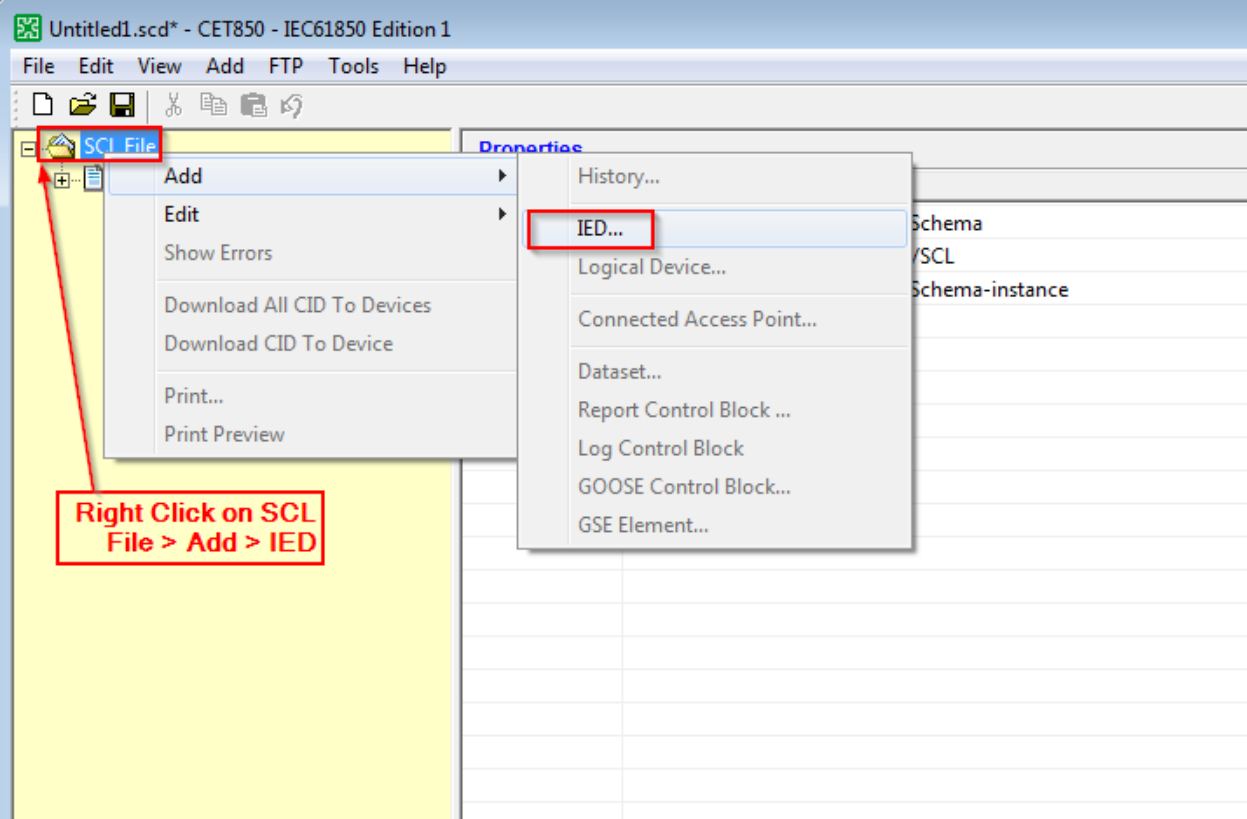 Untitled1.scd* - CET850 - IEC61850 Edition 1
File Edit View Add FTP Tools Help
SCL File
Properties
Add
Edit
Show Errors
Download All CID To Devices
Download CID To Device
Print...
Print Preview
History...
IED...
Logical Device...
Connected Access Point...
Dataset...
Report Control Block ...
Log Control Block
GOOSE Control Block...
GSE Element...
Schema
/SCL
Schema-instance
Right Click on SCL
File > Add > IED